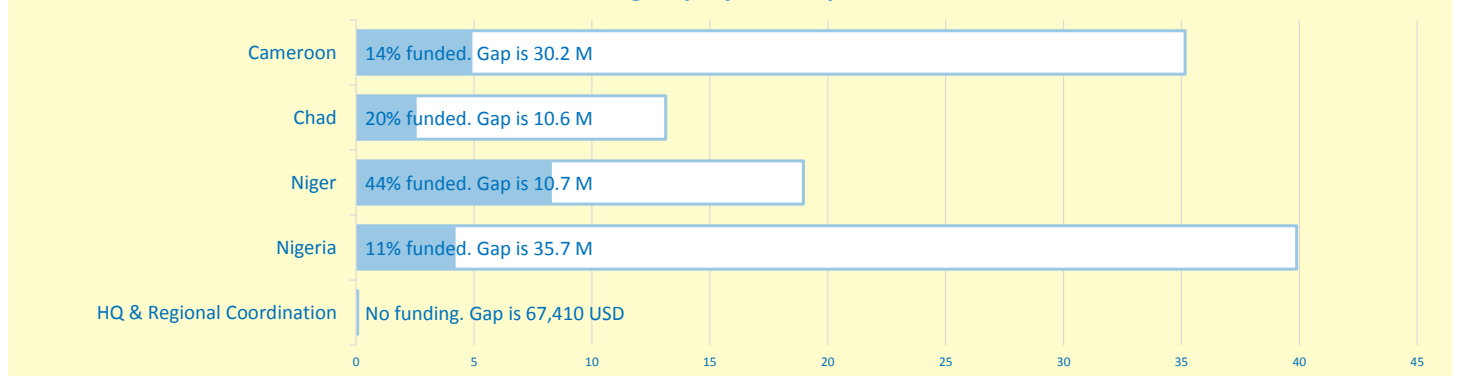 Cameroon 14% funded. Gap is 30.2 M
Chad 20% funded. Gap is 10.6 M
Niger 44% funded. Gap is 10.7 M
Nigeria 11% funded. Gap is 35.7 M
HQ & Regional Coordination No funding. Gap is 67,410 USD
0 5 10 15 20 25 30 35 40 45